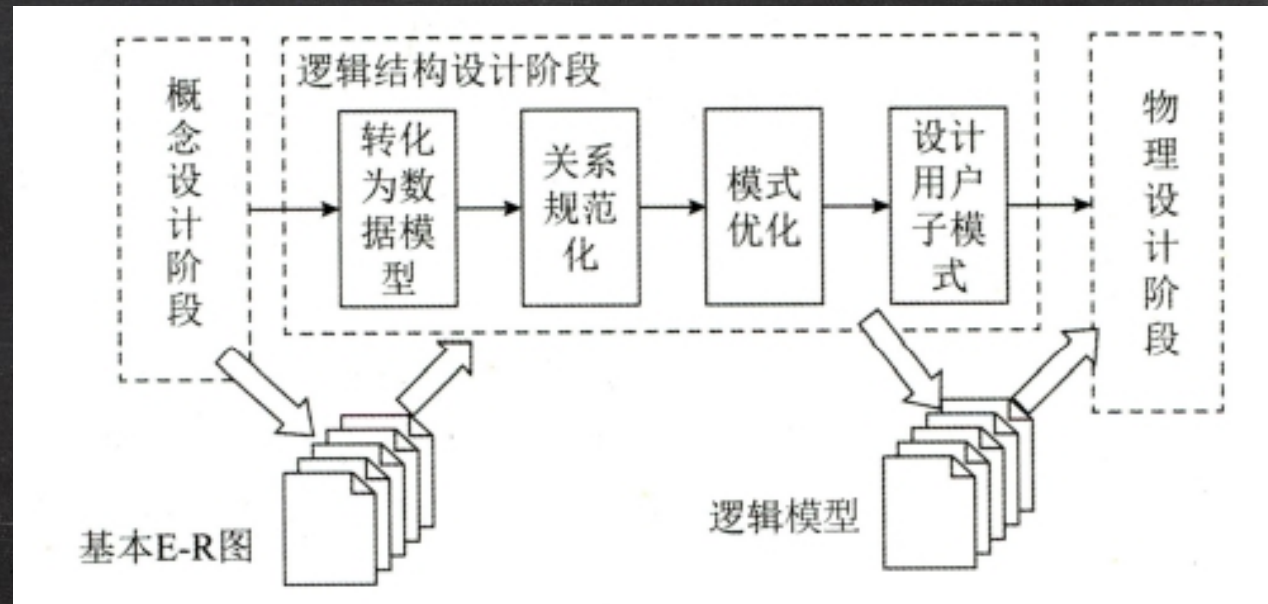 概
念
设
计
阶
段
逻辑结构设计阶段
转化
为数
据模
型
关系
规范
化
模式
优化
设计
用户
子模
式
物
理
设
计
阶
段
基本E-R图
逻辑模型